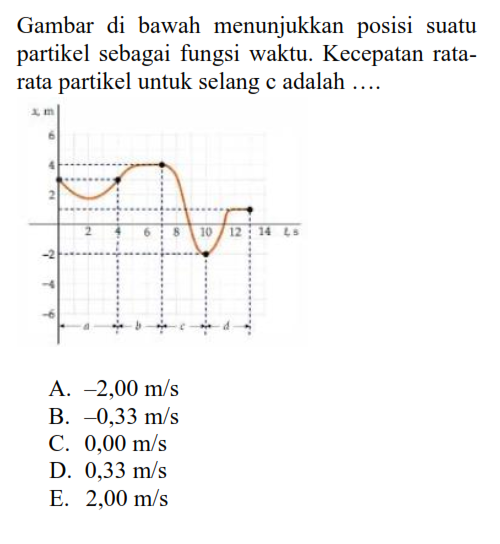 Gambar di bawah menunjukkan posisi suatu
partikel sebagai fungsi waktu. Kecepatan rata-
rata partikel untuk selang c adalah ….
x, m
6
4
2
2 4 6 8 10 12 14 t, s
–2
–4
–6
a b c d
A. –2,00 m/s
B. –0,33 m/s
C. 0,00 m/s
D. 0,33 m/s
E. 2,00 m/s